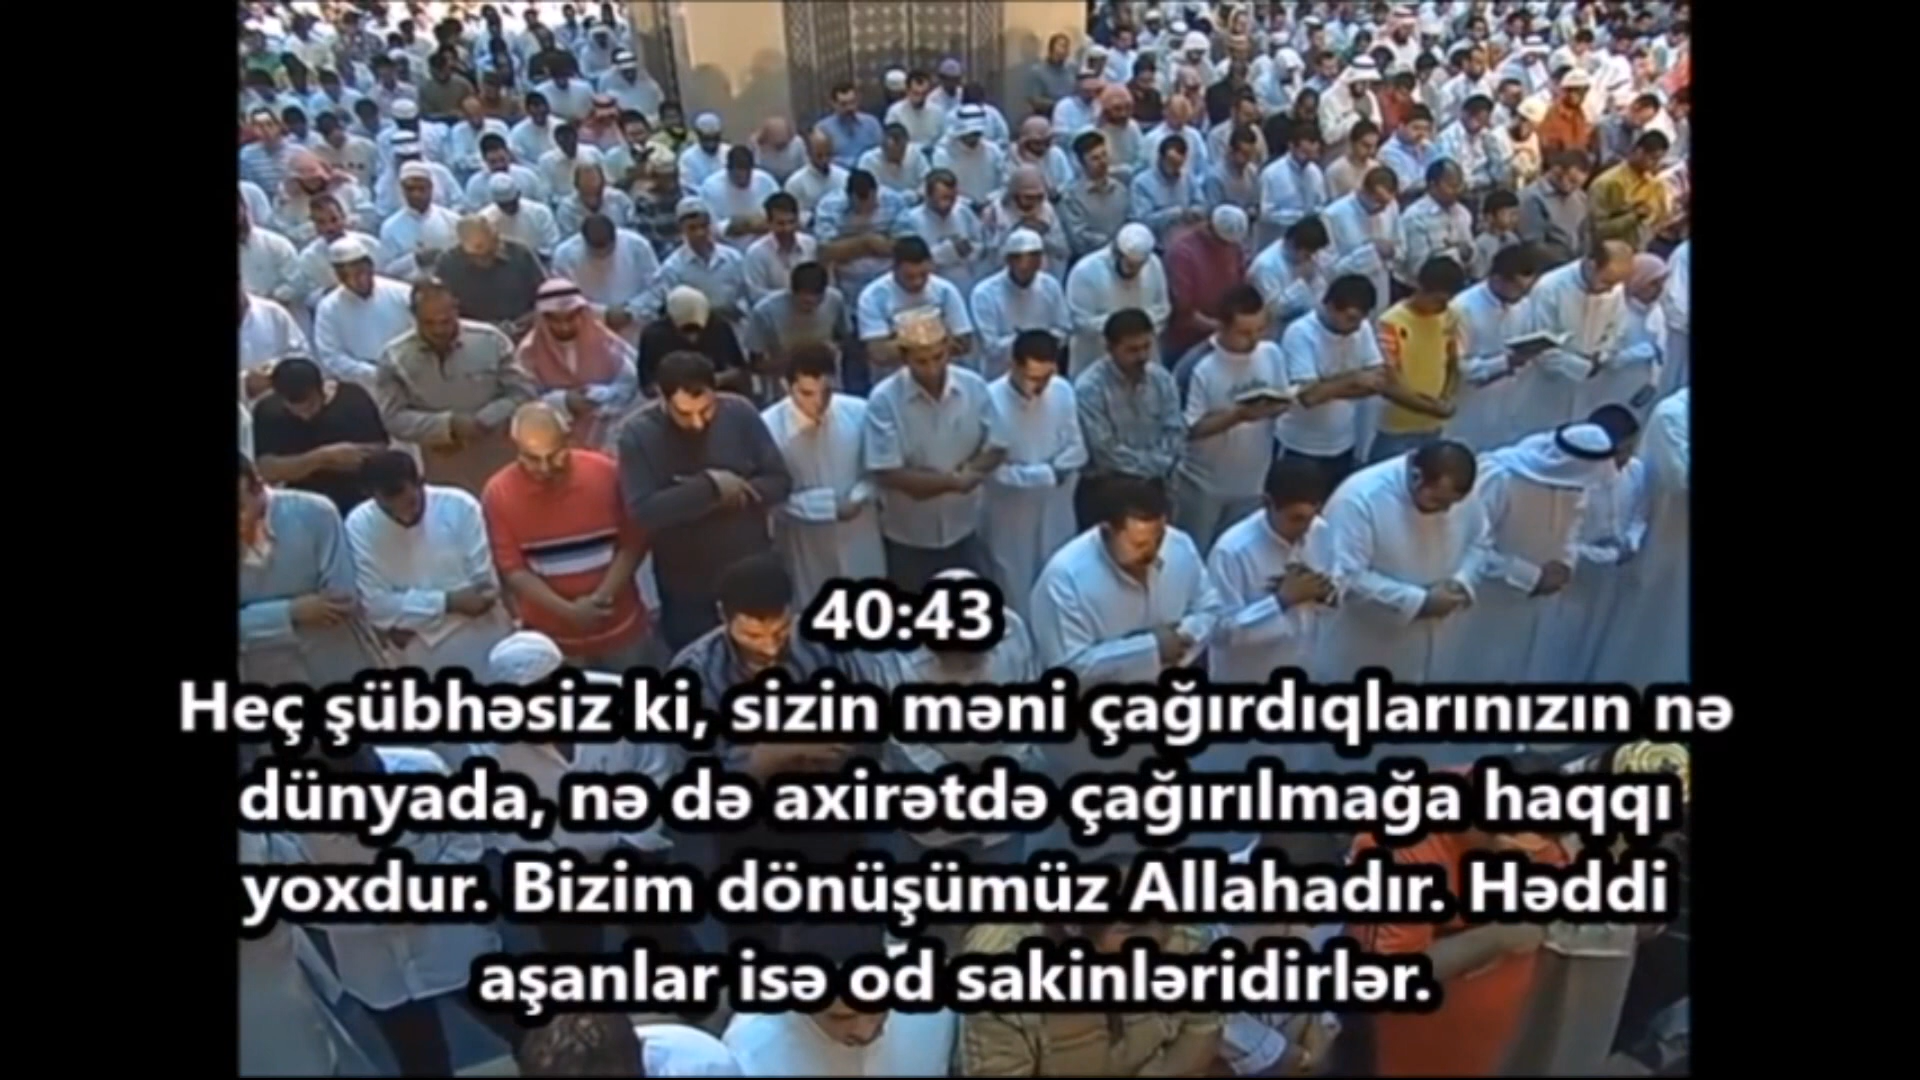 40:43
Heç şübhəsiz ki, sizin məni çağırdıqlarınızın nə
dünyada, nə də axirətdə çağırılmağa haqqı
yoxdur. Bizim dönüşümüz Allahadır. Həddi
aşanlar isə od sakinləridirlər.